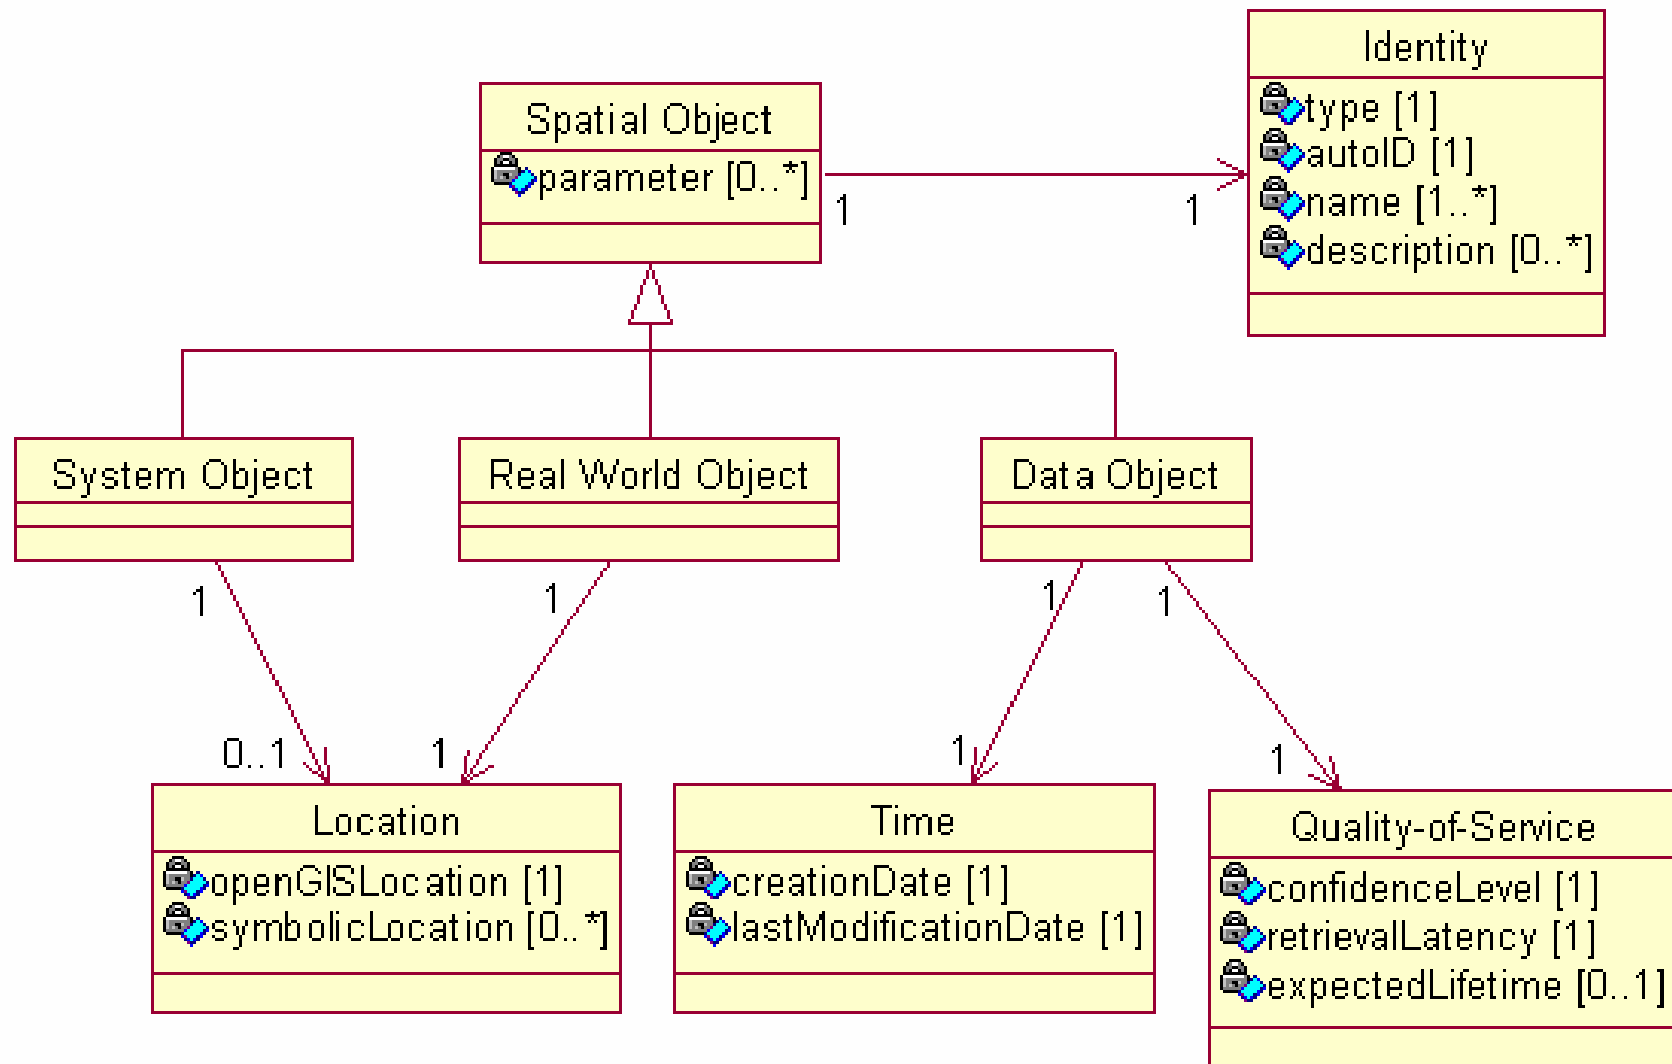 Identity
type [1]
autoID [1]
name [1..*]
description [0..*]
Spatial Object
parameter [0..*]
1
1
System Object
Real World Object
Data Object
1
1
1
1
0..1
1
1
1
Location
openGISLocation [1]
symbolicLocation [0..*]
Time
creationDate [1]
lastModificationDate [1]
Quality-of-Service
confidenceLevel [1]
retrievalLatency [1]
expectedLifetime [0..1]